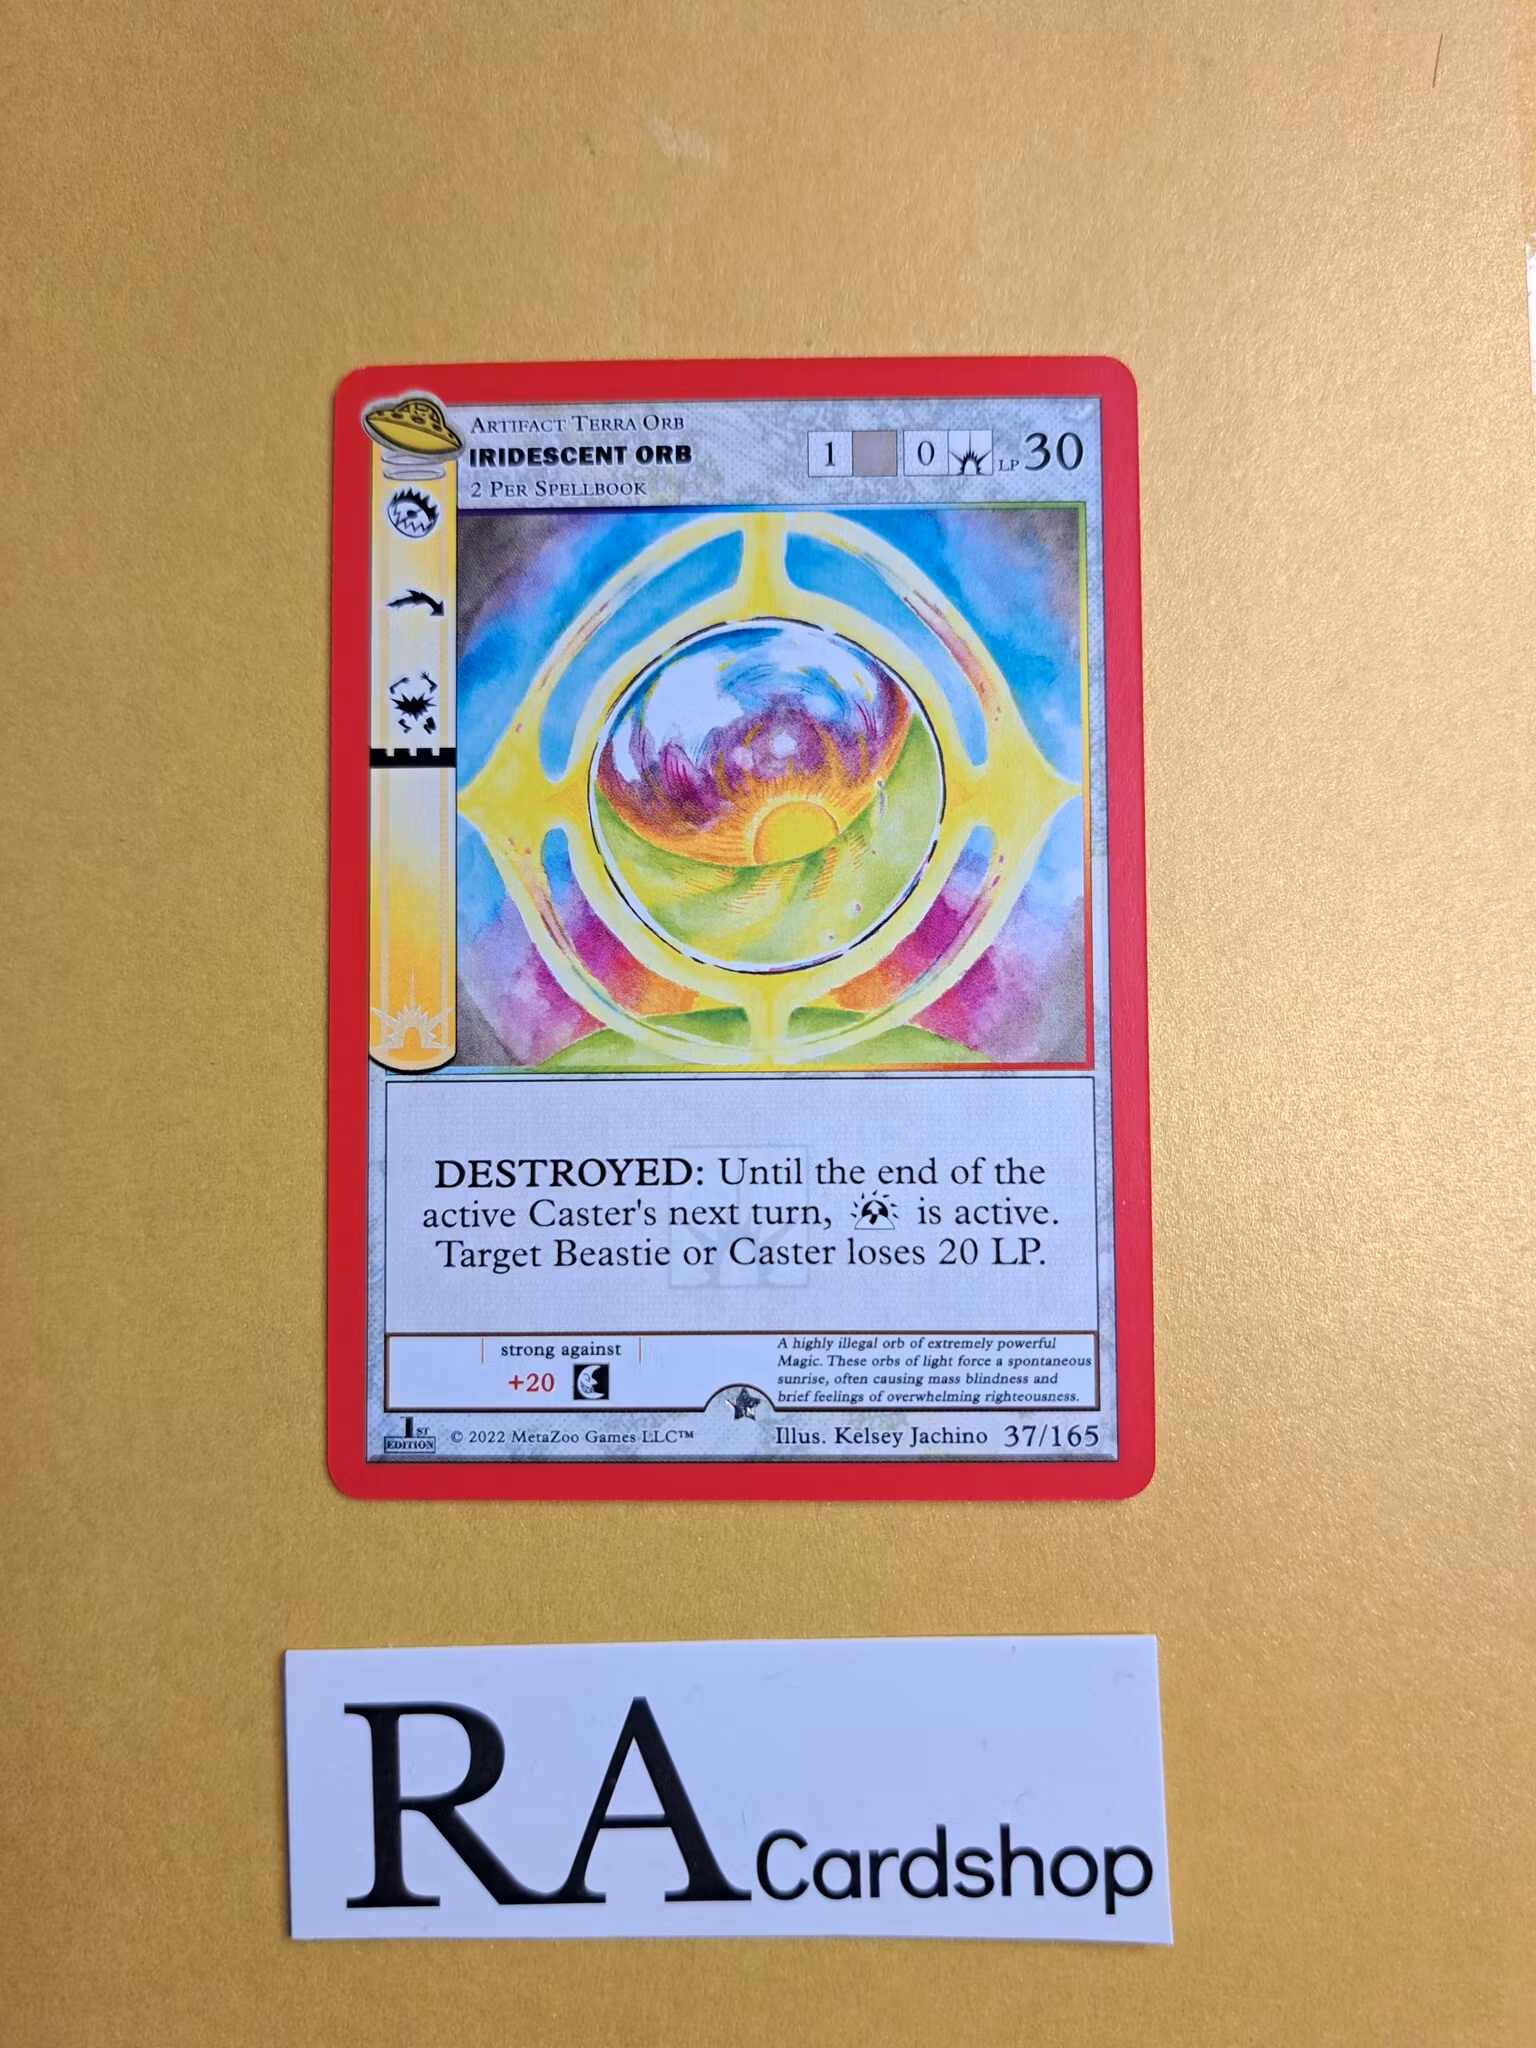 ARTIFACT TERRA ORB
IRIDESCENT ORB
2 PER SPELLBOOK
1 0 LP 30
DESTROYED: Until the end of the
active Caster's next turn, is active.
Target Beastie or Caster loses 20 LP.
strong against
+20
A highly illegal orb of extremely powerful
Magic. These orbs of light force a spontaneous
sunrise, often causing mass blindness and
brief feelings of overwhelming righteousness.
1ST
EDITION
© 2022 MetaZoo Games LLC™
Illus. Kelsey Jachino 37/165
RA Cardshop